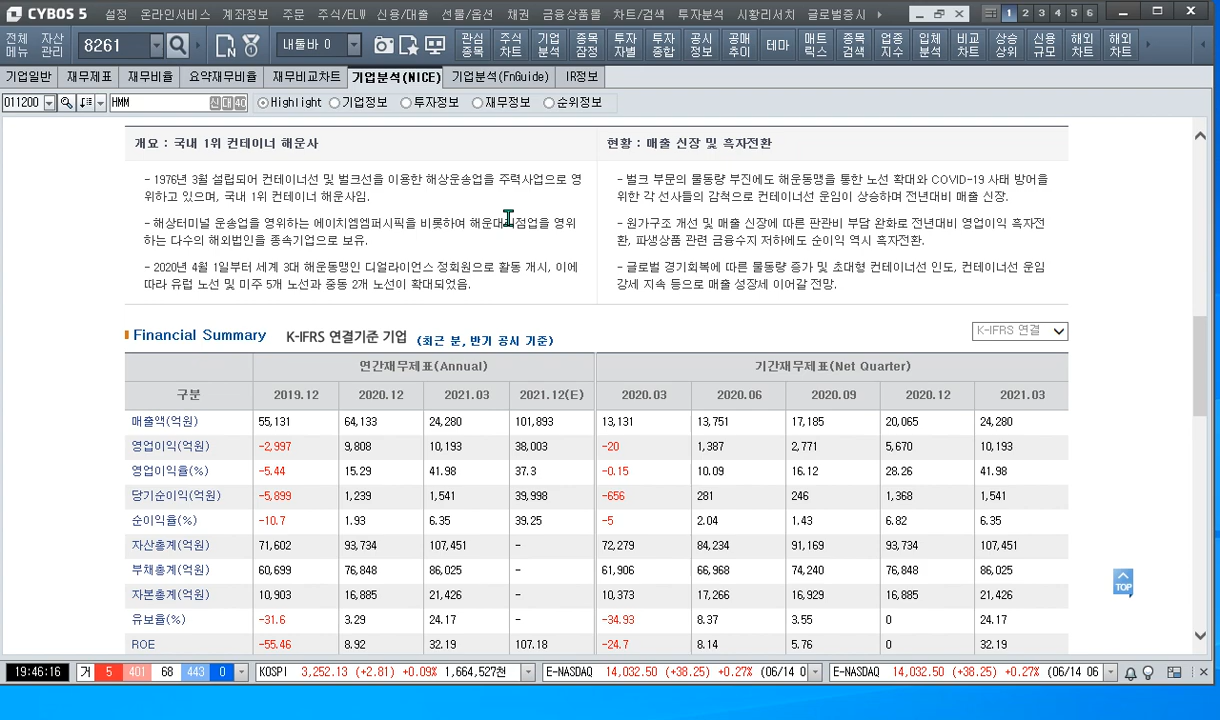 CYBOS 5 설정 온라인서비스 계좌정보 주문 주식/ELW 신용/대출 선물/옵션 채권 금융상품몰 차트/검색 투자분석 시황리서치 글로벌증시 1 2 3 4 5 6
전체메뉴 자산관리 8261 내툴바 0 관심종목 주식차트 기업분석 종목잠정 투자자별 투자종합 공시정보 공매추이 테마 매트릭스 종목검색 업종지수 입체분석 비교차트 상승상위 신용규모 해외차트 해외차트
기업일반 재무제표 재무비율 요약재무비율 재무비교차트 기업분석(NICE) 기업분석(FnGuide) IR정보
011200 HMM 신 대 40 Highlight 기업정보 투자정보 재무정보 순위정보
개요 : 국내 1위 컨테이너 해운사
- 1976년 3월 설립되어 컨테이너선 및 벌크선을 이용한 해상운송업을 주력사업으로 영
위하고 있으며, 국내 1위 컨테이너 해운사임.
- 해상터미널 운송업을 영위하는 에이치엠엠퍼시픽을 비롯하여 해운대리점업을 영위
하는 다수의 해외법인을 종속기업으로 보유.
- 2020년 4월 1일부터 세계 3대 해운동맹인 디얼라이언스 정회원으로 활동 개시, 이에
따라 유럽 노선 및 미주 5개 노선과 중동 2개 노선이 확대되었음.
현황 : 매출 신장 및 흑자전환
- 벌크 부문의 물동량 부진에도 해운동맹을 통한 노선 확대와 COVID-19 사태 방어를
위한 각 선사들의 감척으로 컨테이너선 운임이 상승하며 전년대비 매출 신장.
- 원가구조 개선 및 매출 신장에 따른 판관비 부담 완화로 전년대비 영업이익 흑자전
환, 파생상품 관련 금융수지 저하에도 순이익 역시 흑자전환.
- 글로벌 경기회복에 따른 물동량 증가 및 초대형 컨테이너선 인도, 컨테이너선 운임
강세 지속 등으로 매출 성장세 이어갈 전망.
Financial Summary K-IFRS 연결기준 기업 (최근 분, 반기 공시 기준) K-IFRS 연결
연간재무제표(Annual) 기간재무제표(Net Quarter)
구분 2019.12 2020.12 2021.03 2021.12(E) 2020.03 2020.06 2020.09 2020.12 2021.03
매출액(억원) 55,131 64,133 24,280 101,893 13,131 13,751 17,185 20,065 24,280
영업이익(억원) -2,997 9,808 10,193 38,003 -20 1,387 2,771 5,670 10,193
영업이익률(%) -5.44 15.29 41.98 37.3 -0.15 10.09 16.12 28.26 41.98
당기순이익(억원) -5,899 1,239 1,541 39,998 -656 281 246 1,368 1,541
순이익률(%) -10.7 1.93 6.35 39.25 -5 2.04 1.43 6.82 6.35
자산총계(억원) 71,602 93,734 107,451 - 72,279 84,234 91,169 93,734 107,451
부채총계(억원) 60,699 76,848 86,025 - 61,906 66,968 74,240 76,848 86,025
자본총계(억원) 10,903 16,885 21,426 - 10,373 17,266 16,929 16,885 21,426
유보율(%) -31.6 3.29 24.17 - -34.93 8.37 3.55 0 24.17
ROE -55.46 8.92 32.19 107.18 -24.7 8.14 5.76 0 32.19
TOP
19:46:16 거 5 401 68 443 0 KOSPI 3,252.13 (+2.81) +0.09% 1,664,527천 E-NASDAQ 14,032.50 (+38.25) +0.27% (06/14 0 E-NASDAQ 14,032.50 (+38.25) +0.27% (06/14 06